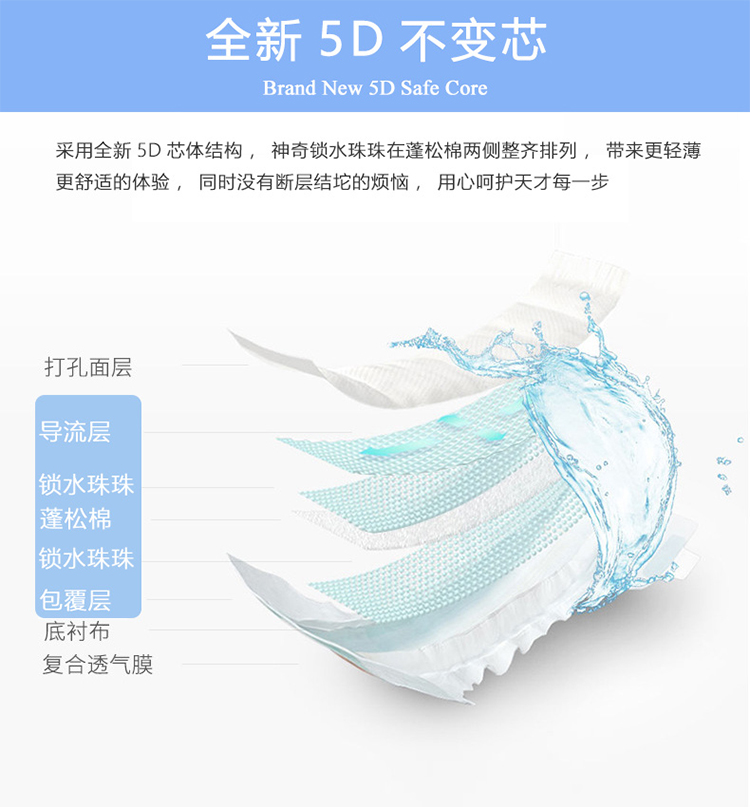 全新 5D 不变芯
Brand New 5D Safe Core
采用全新 5D 芯体结构， 神奇锁水珠珠在蓬松棉两侧整齐排列， 带来更轻薄
更舒适的体验， 同时没有断层结坨的烦恼， 用心呵护天才每一步
打孔面层
导流层
锁水珠珠
蓬松棉
锁水珠珠
包覆层
底衬布
复合透气膜